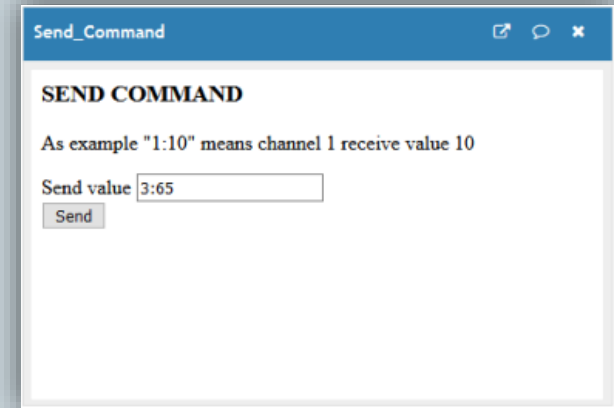 Send_Command
SEND COMMAND
As example "1:10" means channel 1 receive value 10
Send value 3:65
Send